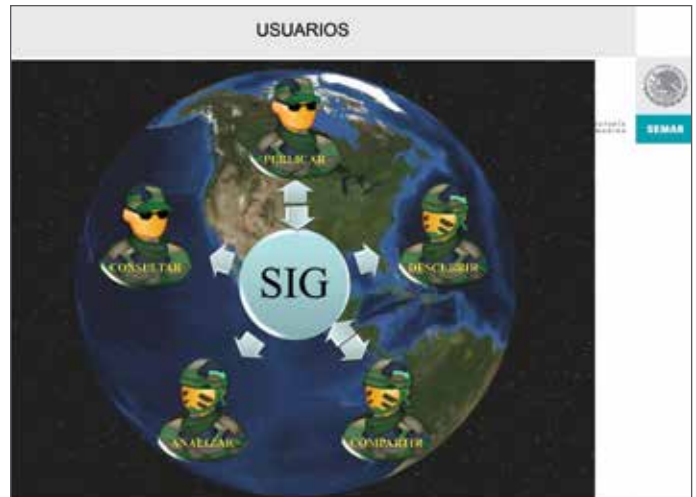 USUARIOS
SEMAR
PUBLICAR
CONSULTAR
DESCUBRIR
SIG
ANALIZAR
COMPARTIR